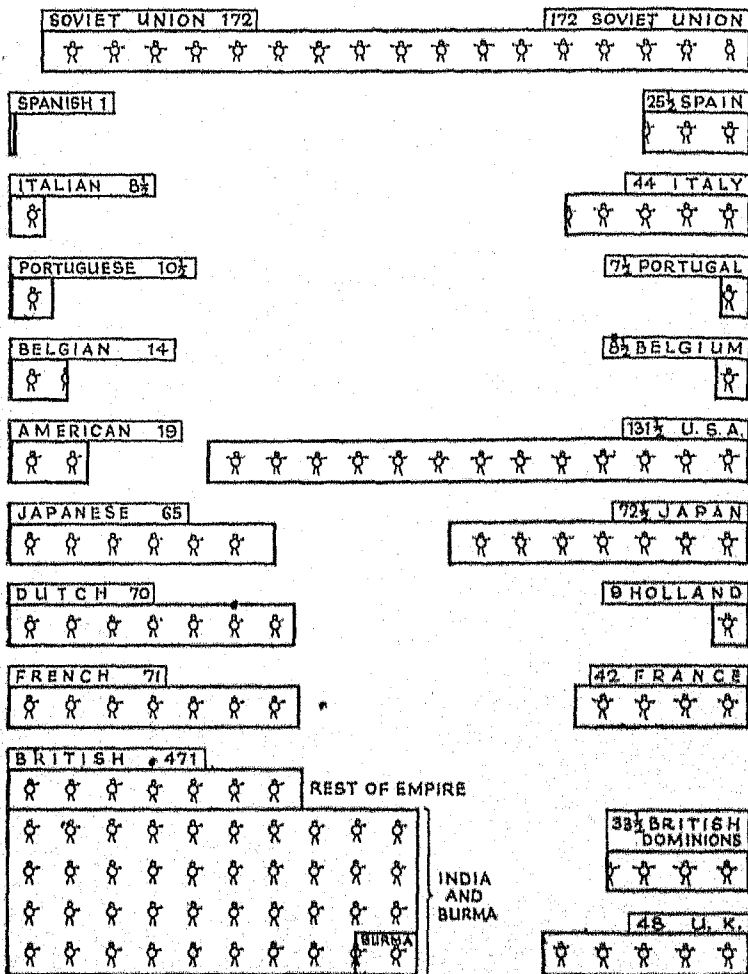 SOVIET UNION 172
172 SOVIET UNION
SPANISH 1
25½ SPAIN
ITALIAN 8½
44 ITALY
PORTUGUESE 10½
7½ PORTUGAL
BELGIAN 14
8½ BELGIUM
AMERICAN 19
131½ U.S.A.
JAPANESE 65
72½ JAPAN
DUTCH 70
9 HOLLAND
FRENCH 71
42 FRANCE
BRITISH 471
REST OF EMPIRE
INDIA
AND
BURMA
BURMA
33½ BRITISH
DOMINIONS
48 U.K.